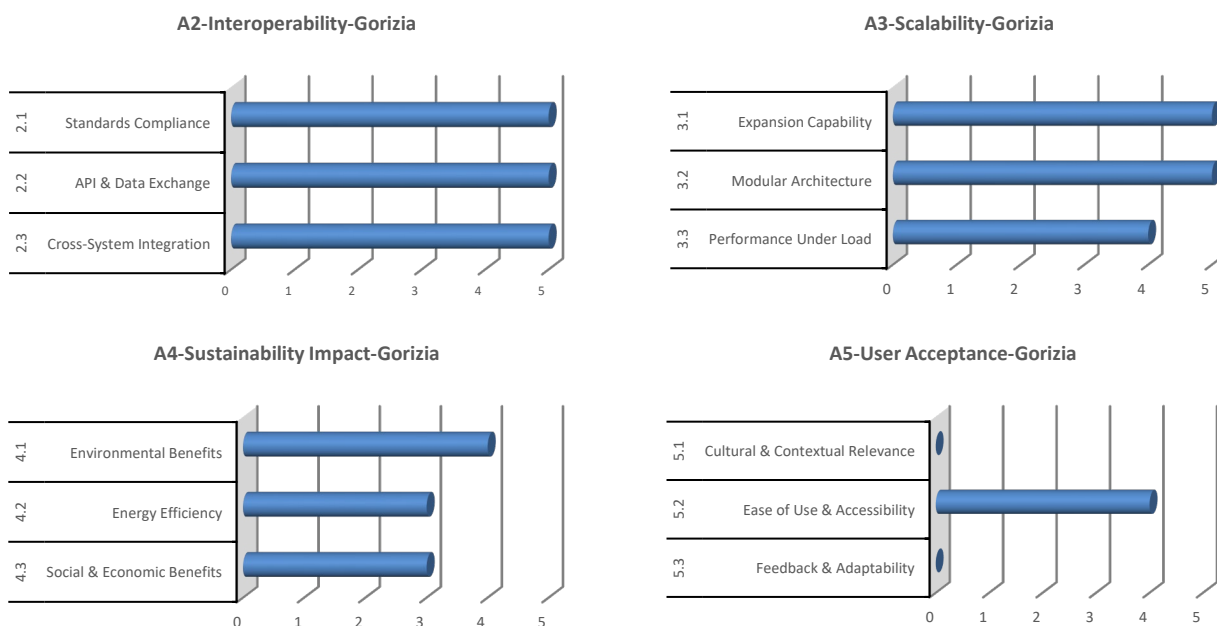 A2-Interoperability-Gorizia
2.1 Standards Compliance
2.2 API & Data Exchange
2.3 Cross-System Integration
0 1 2 3 4 5
A3-Scalability-Gorizia
3.1 Expansion Capability
3.2 Modular Architecture
3.3 Performance Under Load
0 1 2 3 4 5
A4-Sustainability Impact-Gorizia
4.1 Environmental Benefits
4.2 Energy Efficiency
4.3 Social & Economic Benefits
0 1 2 3 4 5
A5-User Acceptance-Gorizia
5.1 Cultural & Contextual Relevance
5.2 Ease of Use & Accessibility
5.3 Feedback & Adaptability
0 1 2 3 4 5